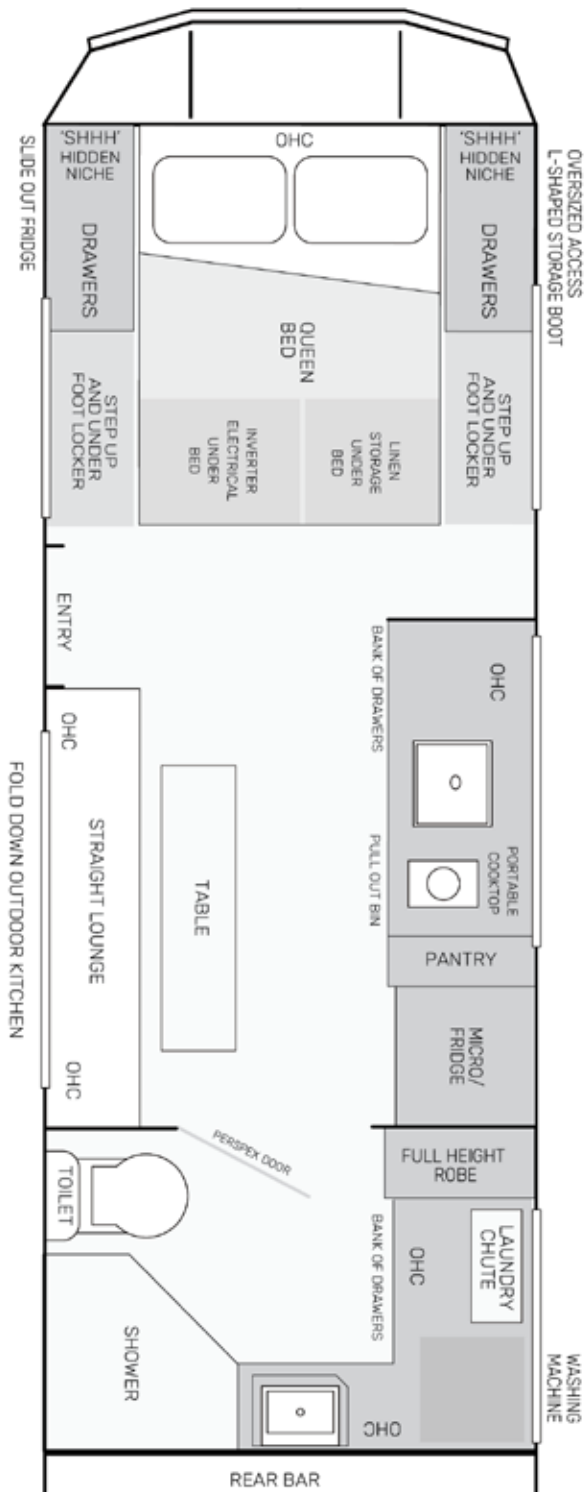 OHC
'SHHH'
HIDDEN
NICHE
DRAWERS
'SHHH'
HIDDEN
NICHE
DRAWERS
SLIDE OUT FRIDGE
OVERSIZED ACCESS
L-SHAPED STORAGE BOOT
QUEEN
BED
STEP UP
AND UNDER
FOOT LOCKER
INVERTER
ELECTRICAL
UNDER
BED
LINEN
STORAGE
UNDER
BED
STEP UP
AND UNDER
FOOT LOCKER
ENTRY
BANK OF DRAWERS
OHC
OHC
STRAIGHT LOUNGE
OHC
FOLD DOWN OUTDOOR KITCHEN
TABLE
PULL OUT BIN
PORTABLE
COOKTOP
PANTRY
MICRO/
FRIDGE
PERSPEX DOOR
FULL HEIGHT
ROBE
TOILET
BANK OF DRAWERS
OHC
LAUNDRY
CHUTE
SHOWER
OHC
WASHING
MACHINE
REAR BAR